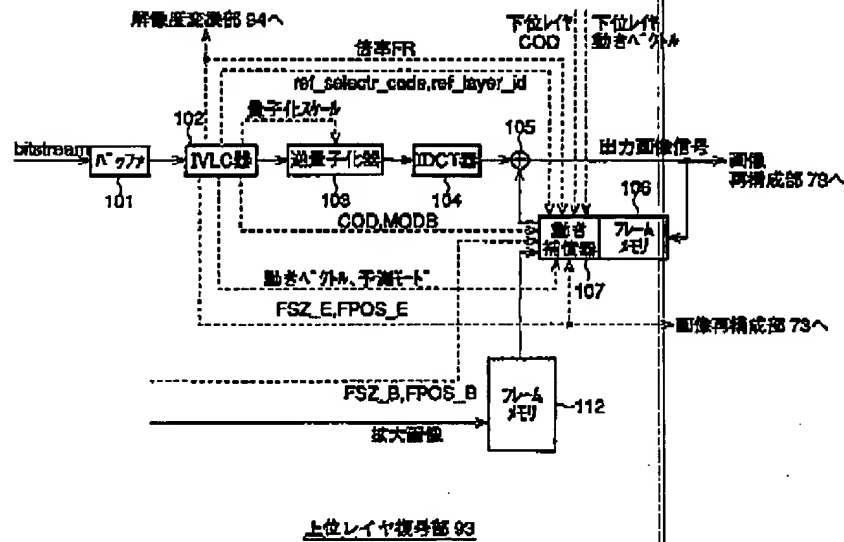 解像度変換部 94へ
下位レイヤ
COD
下位レイヤ
動きベクトル
倍率FR
ref_selectr_code,ref_layer_id
量子化スケール
102
105
bitstream
バッファ
IVLC器
逆量子化器
IDCT器
出力画像信号
画像
再構成部 73へ
101
103
104
106
COD,MODB
動き
補償器
フレーム
メモリ
107
動きベクトル、予測モード
FSZ_E,FPOS_E
画像再構成部 73へ
FSZ_B,FPOS_B
フレーム
メモリ
112
拡大画像
上位レイヤ復号部 93